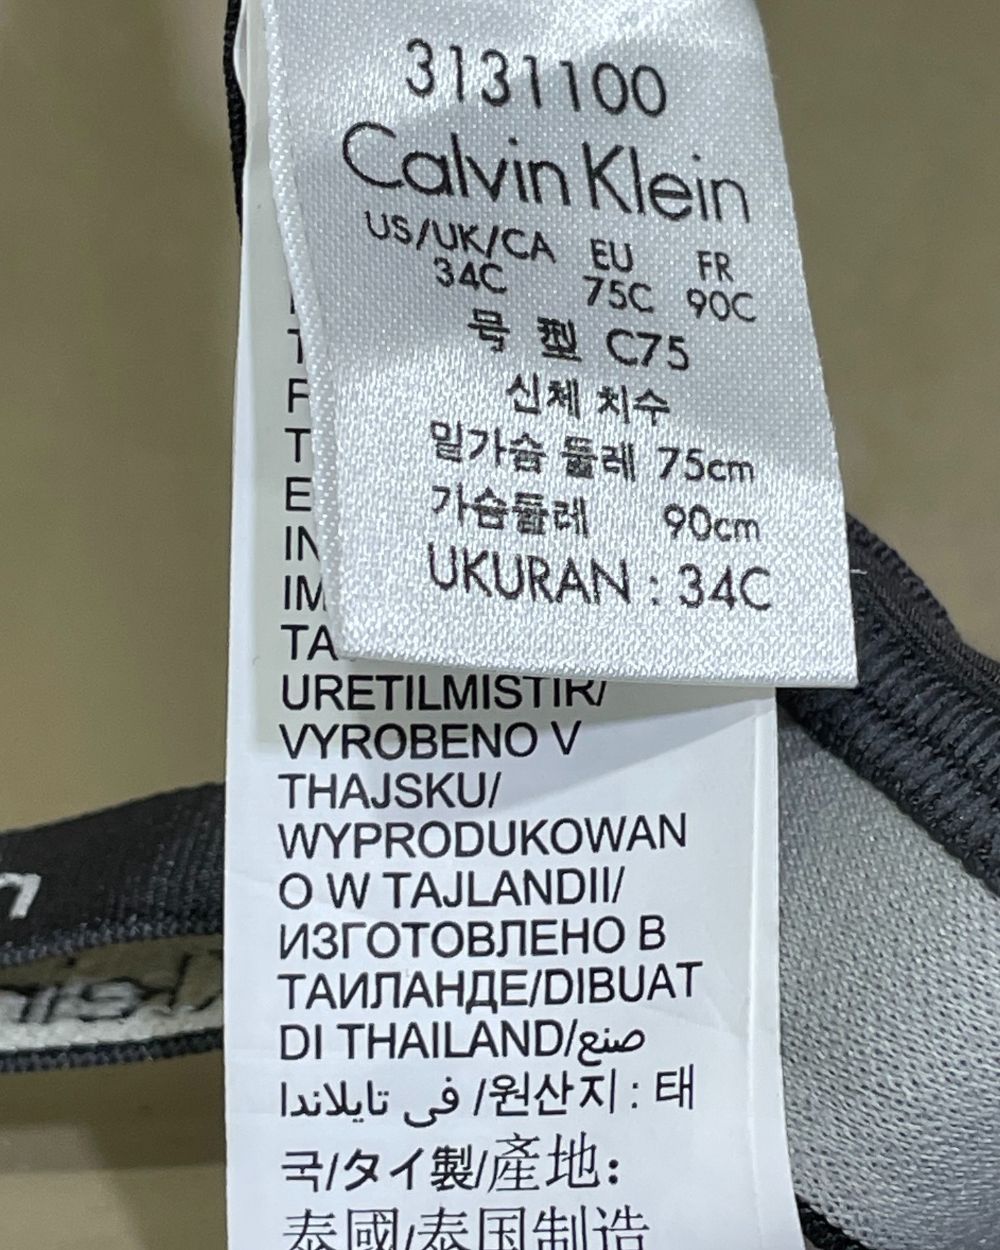 3131100
Calvin Klein
US/UK/CA EU FR
34C 75C 90C
号型 C75
신체 치수
밑가슴 둘레 75cm
가슴둘레 90cm
UKURAN : 34C
URETILMISTIR/
VYROBENO V
THAJSKU/
WYPRODUKOWAN
O W TAJLANDII/
ИЗГОТОВЛЕНО В
ТАИЛАНДЕ/DIBUAT
DI THAILAND/صنع
في تايلاندا/원산지 : 태
국/タイ製/產地:
泰國/泰国制造